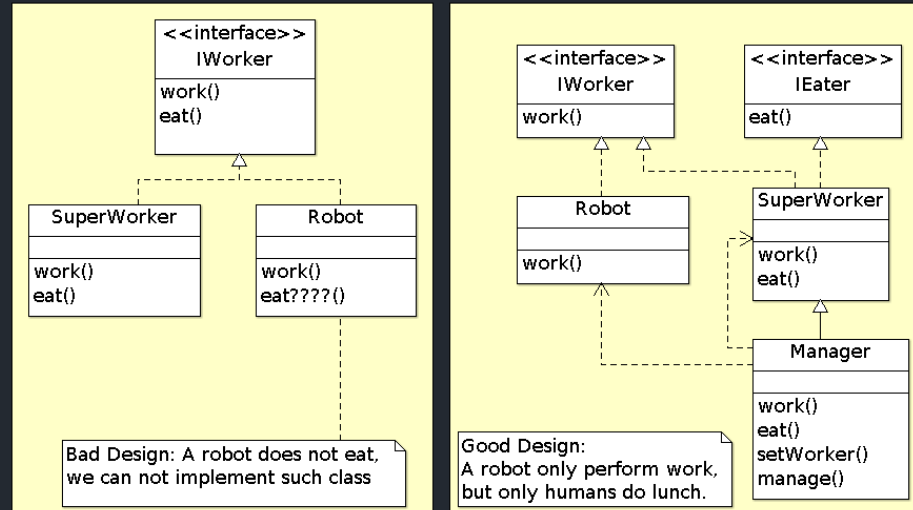 <<interface>>
IWorker
work()
eat()
SuperWorker
work()
eat()
Robot
work()
eat????()
Bad Design: A robot does not eat,
we can not implement such class
<<interface>>
IWorker
work()
<<interface>>
IEater
eat()
Robot
work()
SuperWorker
work()
eat()
Manager
work()
eat()
setWorker()
manage()
Good Design:
A robot only perform work,
but only humans do lunch.